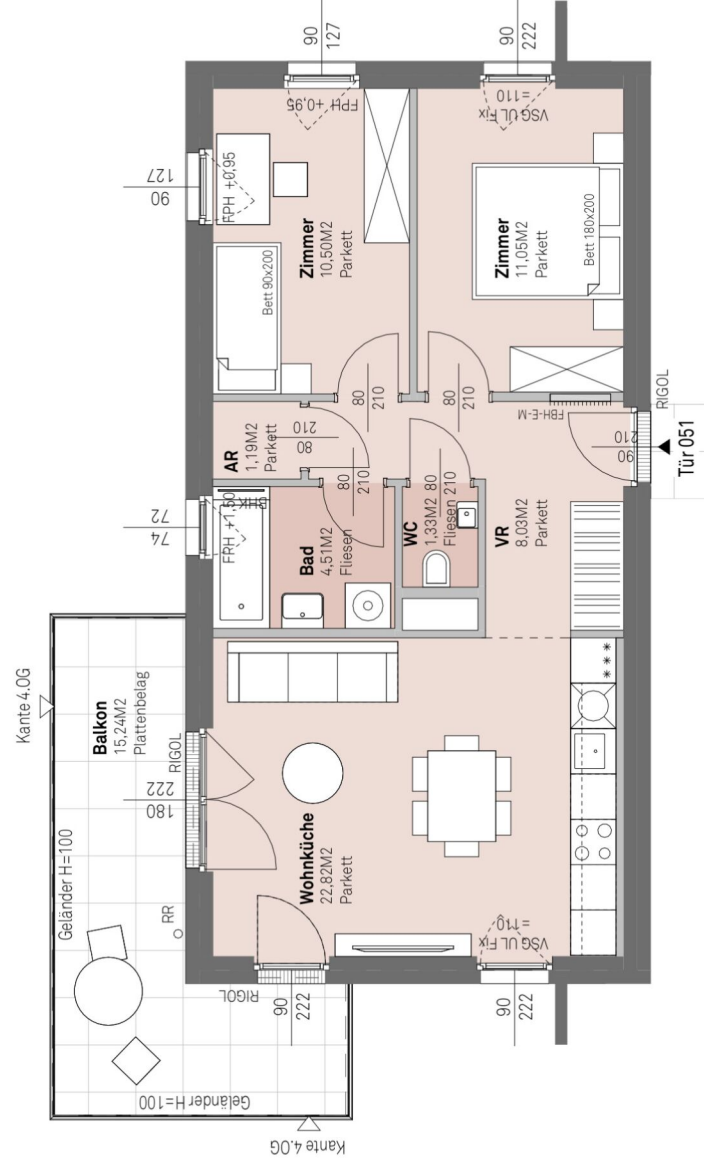 90
127
90
222
FPH +0,95
VSG UL Fix
=110
127
90
FPH +0,95
Zimmer
10,50M2
Parkett
Bett 90x200
Zimmer
11,05M2
Parkett
Bett 180x200
80
210
80
210
FBH-E-M
RIGOL
AR
1,19M2
Parkett
80
210
90
210
Tür 051
72
74
FPH +1,50
BHK
Bad
4,51M2
Fliesen
80
210
WC
1,33M2
Fliesen
80
210
VR
8,03M2
Parkett
Kante 4.OG
Balkon
15,24M2
Plattenbelag
RIGOL
222
180
Geländer H=100
RR
Wohnküche
22,82M2
Parkett
VSG UL Fix
=110
RIGOL
90
222
90
222
Geländer H=100
Kante 4.OG